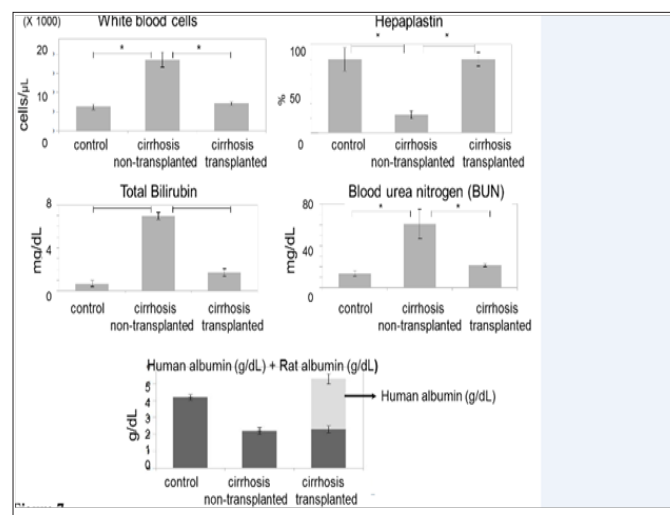 (X 1000)
White blood cells
20
10
0
cells/μL
*
*
control
cirrhosis
non-transplanted
cirrhosis
transplanted
Hepaplastin
100
50
0
%
*
*
control
cirrhosis
non-transplanted
cirrhosis
transplanted
Total Bilirubin
8
4
0
mg/dL
control
cirrhosis
non-transplanted
cirrhosis
transplanted
Blood urea nitrogen (BUN)
80
40
0
mg/dL
*
*
control
cirrhosis
non-transplanted
cirrhosis
transplanted
Human albumin (g/dL) + Rat albumin (g/dL)
5
4
3
2
1
0
g/dL
Human albumin (g/dL)
control
cirrhosis
non-transplanted
cirrhosis
transplanted